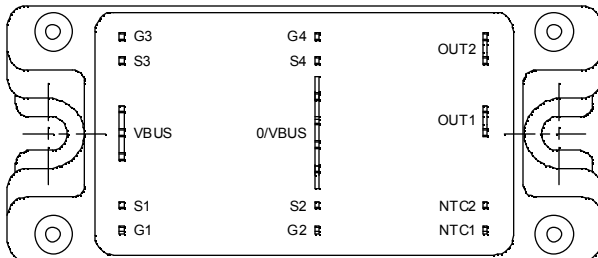 G3 G4 OUT2
S3 S4
VBUS 0/VBUS OUT1
S1 S2 NTC2
G1 G2 NTC1